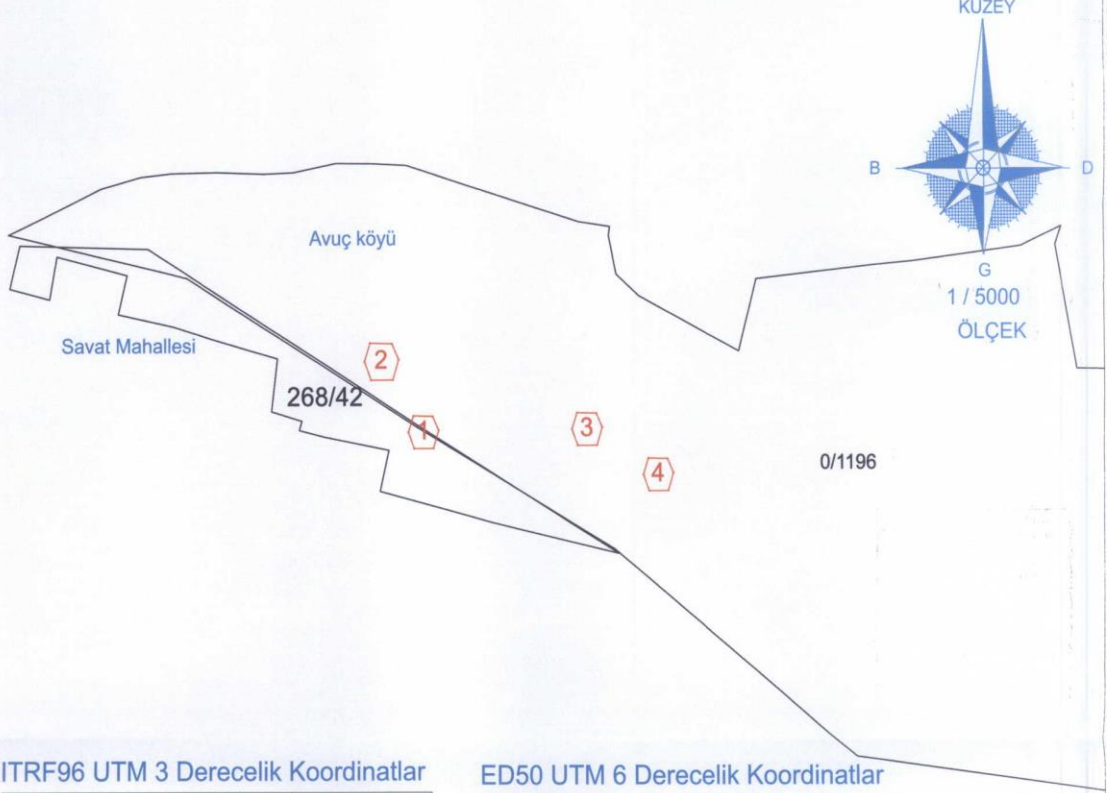 KUZEY
B
D
G
1 / 5000
ÖLÇEK
Avuç köyü
Savat Mahallesi
2
268/42
1
3
4
0/1196
ITRF96 UTM 3 Derecelik Koordinatlar
ED50 UTM 6 Derecelik Koordinatlar